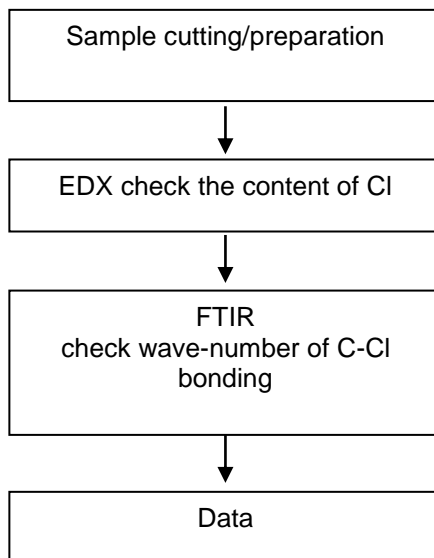 Sample cutting/preparation
EDX check the content of Cl
FTIR
check wave-number of C-Cl
bonding
Data